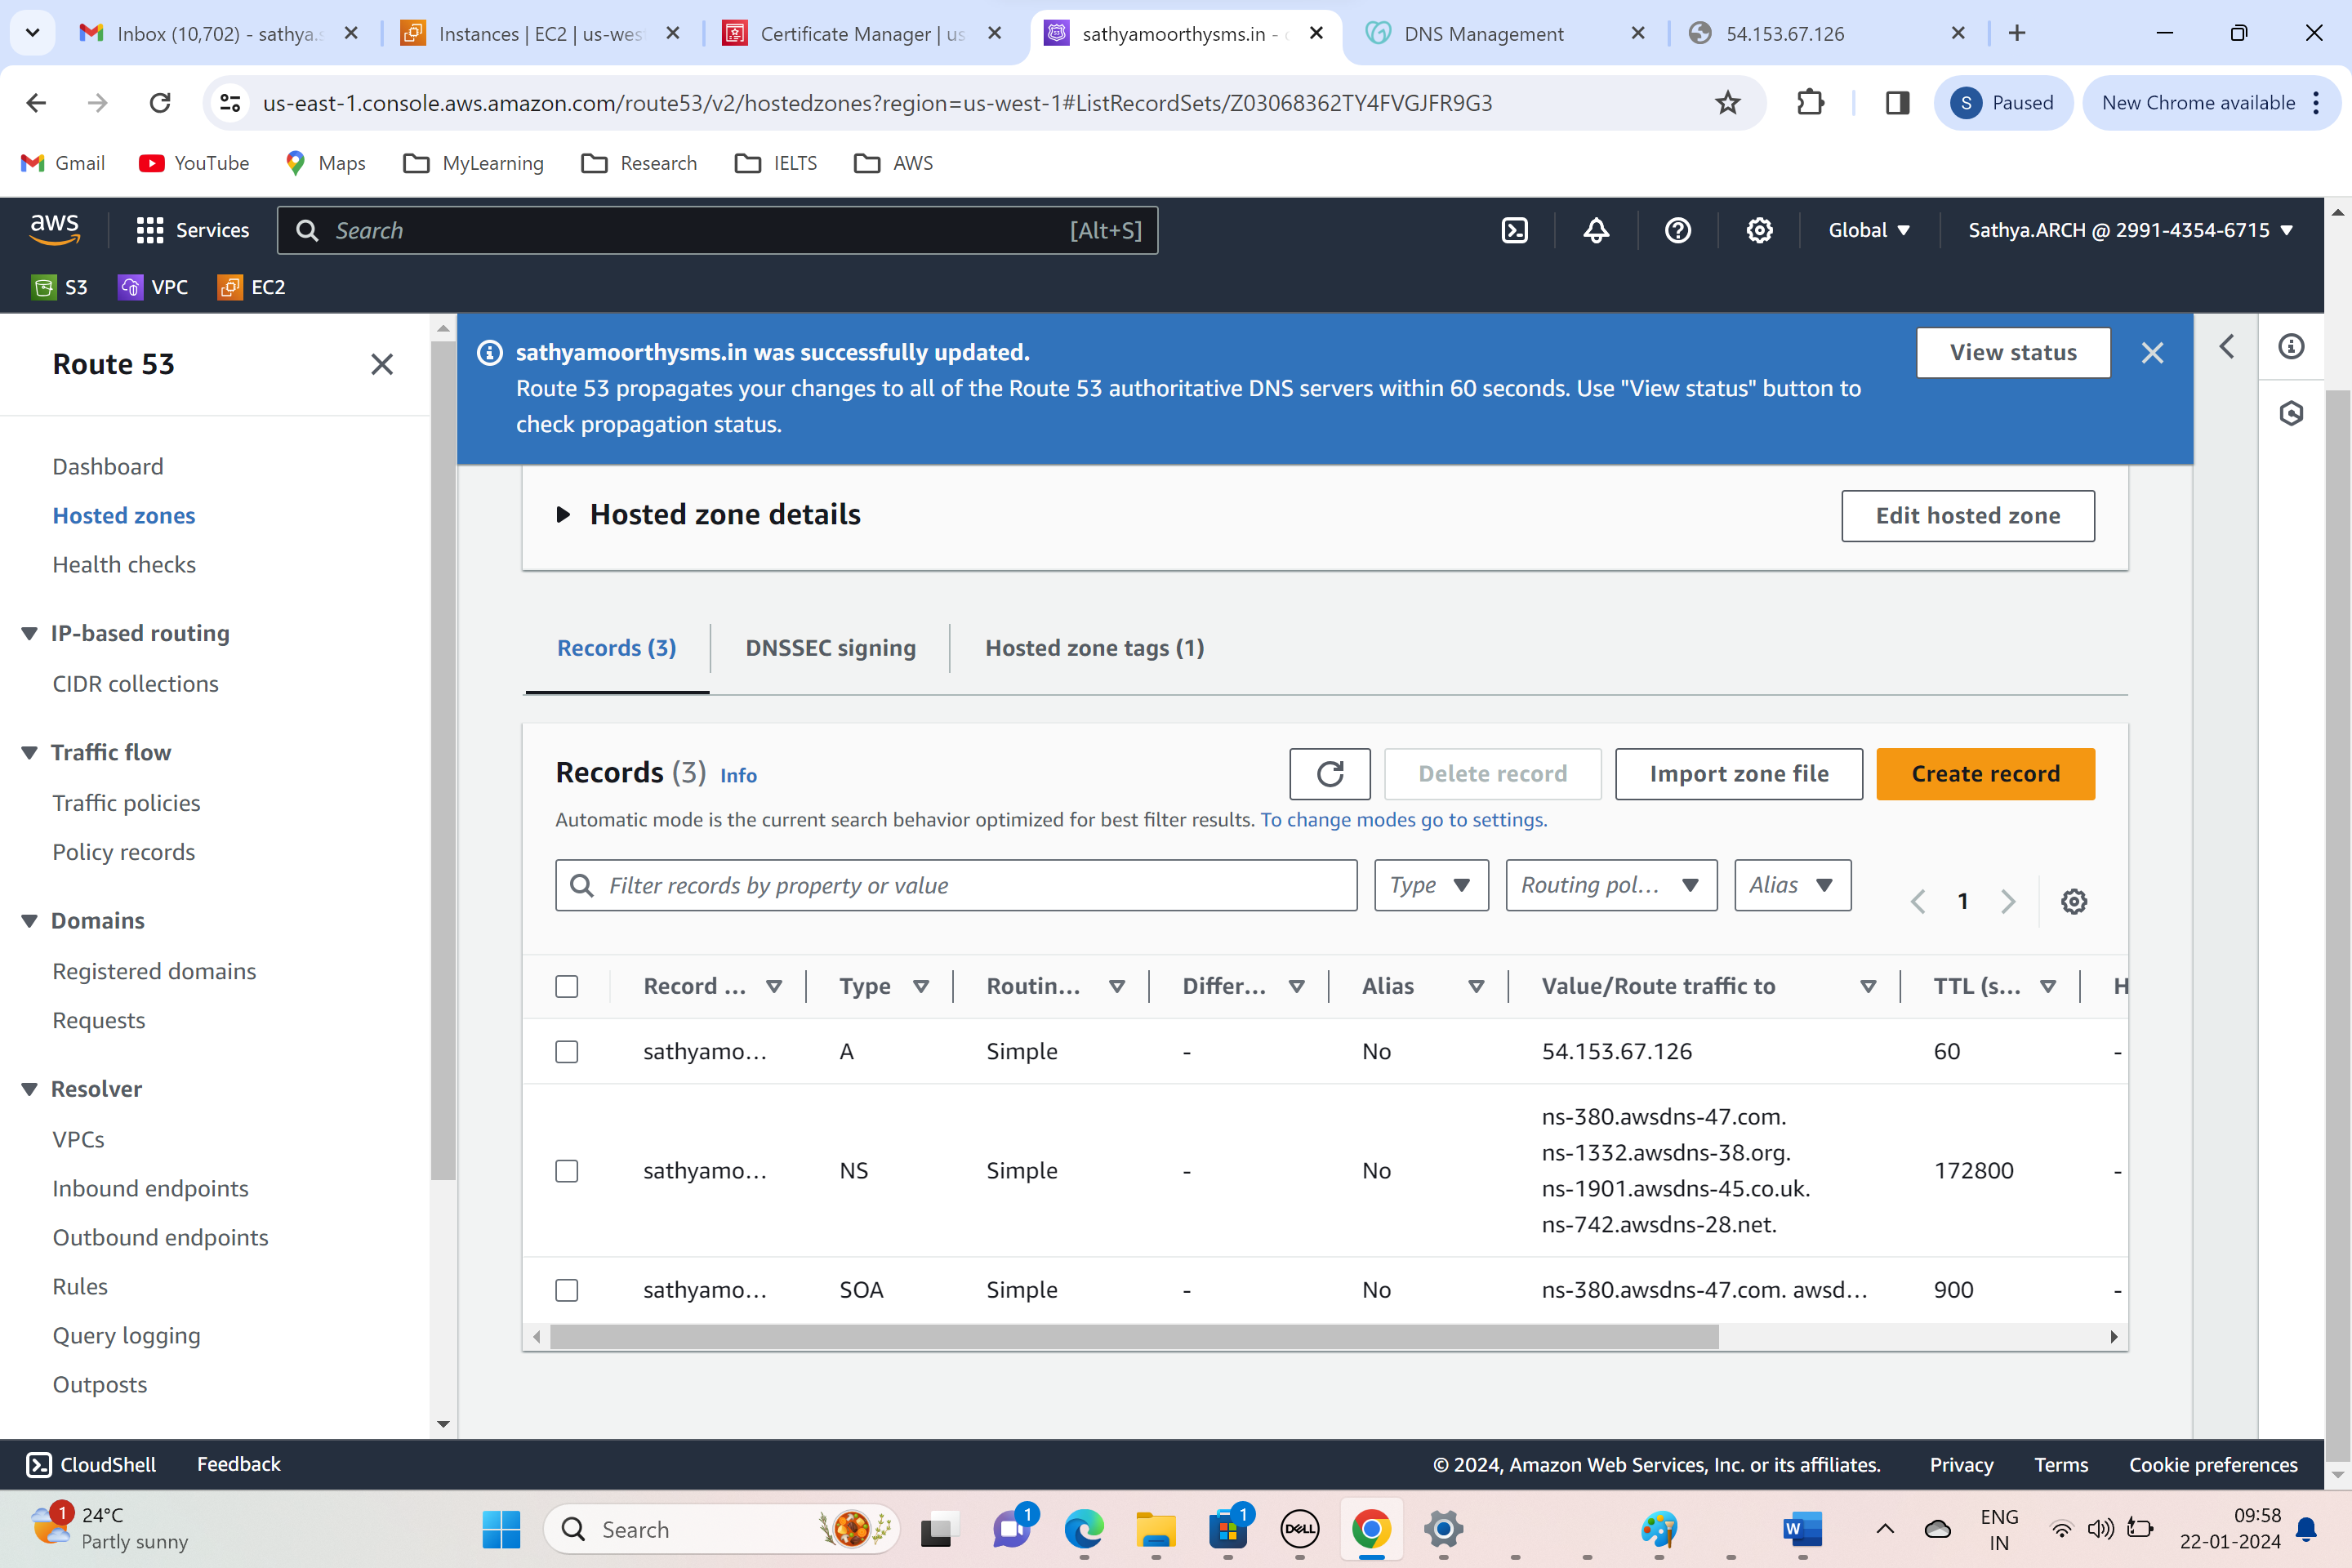 Inbox (10,702) - sathya.s
Instances | EC2 | us-wes
Certificate Manager | us
sathyamoorthysms.in -
DNS Management
54.153.67.126
us-east-1.console.aws.amazon.com/route53/v2/hostedzones?region=us-west-1#ListRecordSets/Z03068362TY4FVGJFR9G3
S Paused
New Chrome available
Gmail YouTube Maps MyLearning Research IELTS AWS
aws Services Search [Alt+S] Global Sathya.ARCH @ 2991-4354-6715
S3 VPC EC2
Route 53
Dashboard
Hosted zones
Health checks
IP-based routing
CIDR collections
Traffic flow
Traffic policies
Policy records
Domains
Registered domains
Requests
Resolver
VPCs
Inbound endpoints
Outbound endpoints
Rules
Query logging
Outposts
sathyamoorthysms.in was successfully updated.
Route 53 propagates your changes to all of the Route 53 authoritative DNS servers within 60 seconds. Use "View status" button to
check propagation status.
View status
Hosted zone details
Edit hosted zone
Records (3) DNSSEC signing Hosted zone tags (1)
Records (3) Info
Delete record Import zone file Create record
Automatic mode is the current search behavior optimized for best filter results. To change modes go to settings.
Filter records by property or value Type Routing pol... Alias 1
Record ... Type Routin... Differ... Alias Value/Route traffic to TTL (s... H
sathyamo... A Simple - No 54.153.67.126 60 -
sathyamo... NS Simple - No
ns-380.awsdns-47.com.
ns-1332.awsdns-38.org.
ns-1901.awsdns-45.co.uk.
ns-742.awsdns-28.net.
172800 -
sathyamo... SOA Simple - No ns-380.awsdns-47.com. awsd... 900 -
CloudShell Feedback © 2024, Amazon Web Services, Inc. or its affiliates. Privacy Terms Cookie preferences
1 24°C
Partly sunny
Search
1
1
DELL
W
ENG
IN
09:58
22-01-2024